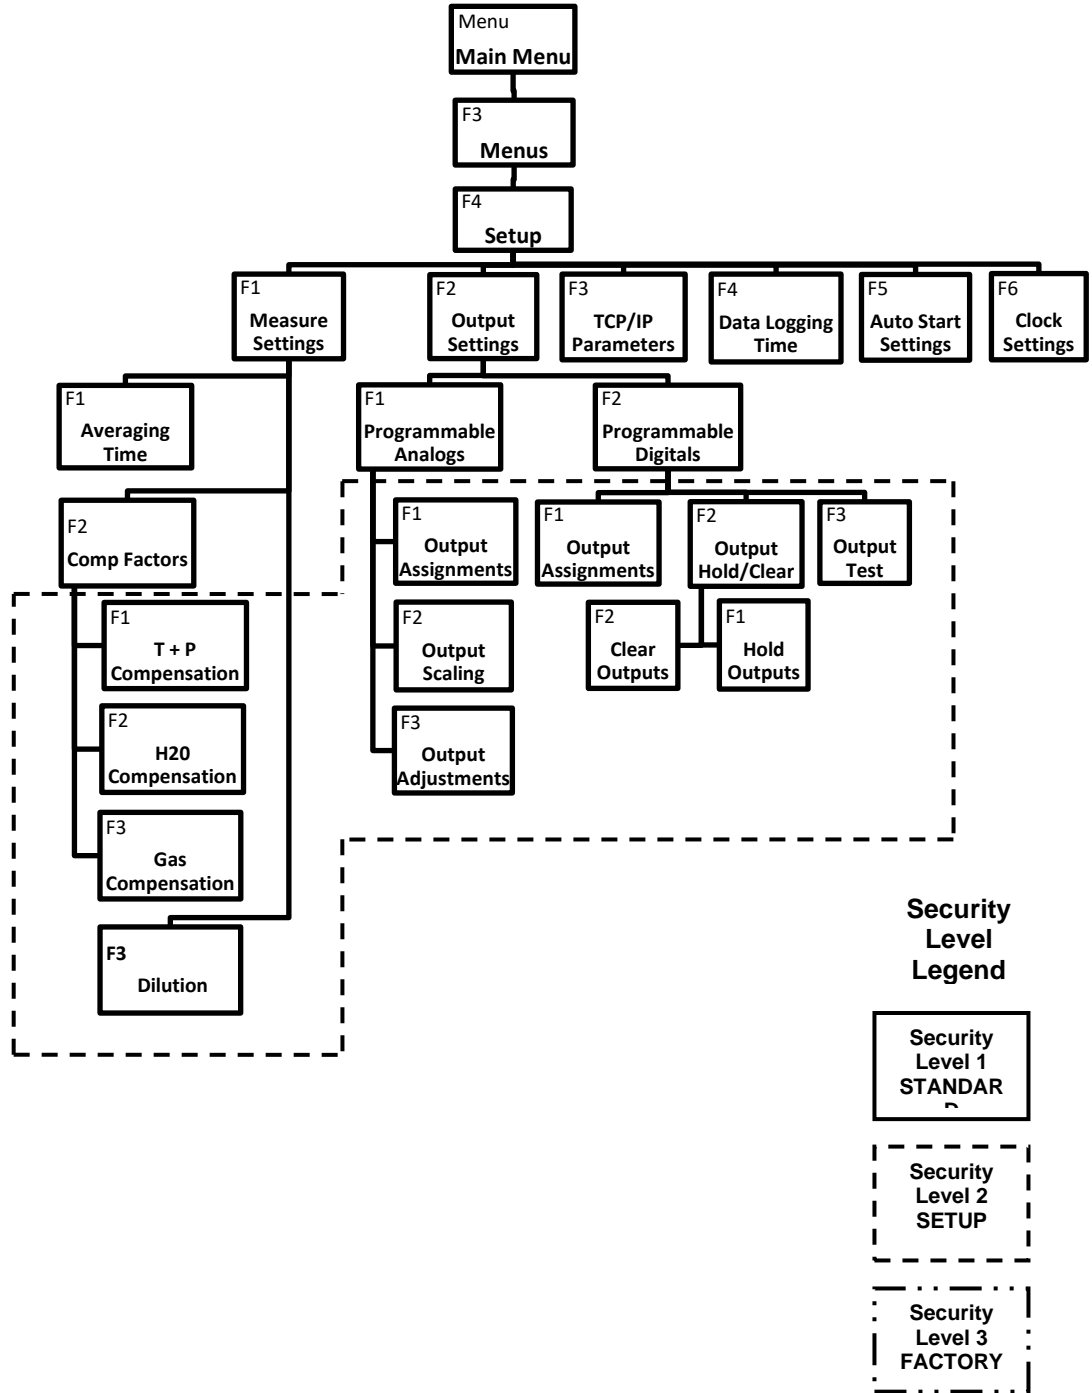 Menu
Main Menu
F3
Menus
F4
Setup
F1
Measure
Settings
F2
Output
Settings
F3
TCP/IP
Parameters
F4
Data Logging
Time
F5
Auto Start
Settings
F6
Clock
Settings
F1
Averaging
Time
F1
Programmable
Analogs
F2
Programmable
Digitals
F2
Comp Factors
F1
Output
Assignments
F1
Output
Assignments
F2
Output
Hold/Clear
F3
Output
Test
F1
T + P
Compensation
F2
Output
Scaling
F2
Clear
Outputs
F1
Hold
Outputs
F2
H20
Compensation
F3
Output
Adjustments
F3
Gas
Compensation
F3
Dilution
Security
Level
Legend
Security
Level 1
STANDAR
Security
Level 2
SETUP
Security
Level 3
FACTORY